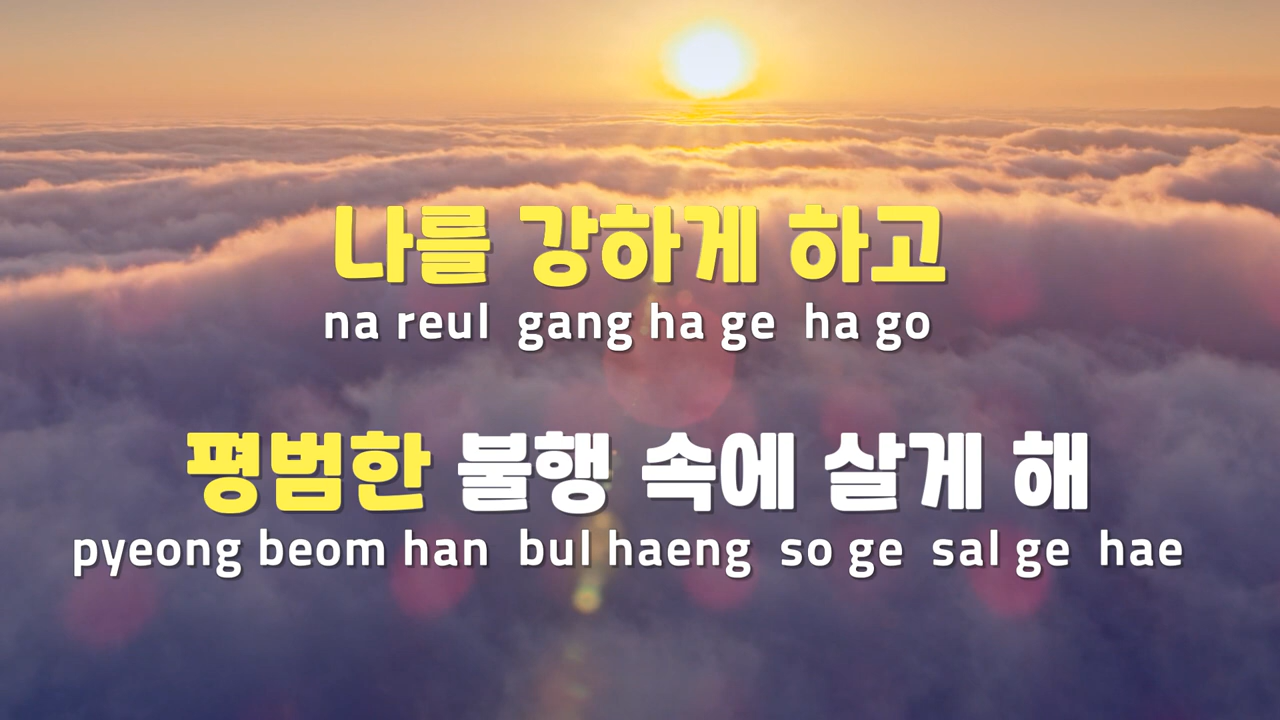 나를 강하게 하고
na reul gang ha ge ha go
평범한 불행 속에 살게 해
pyeong beom han bul haeng so ge sal ge hae